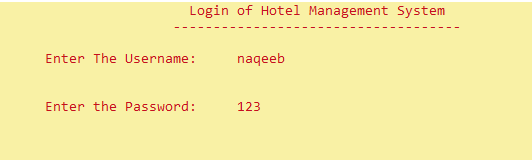 Login of Hotel Management System
------------------------------------
Enter The Username: naqeeb
Enter the Password: 123